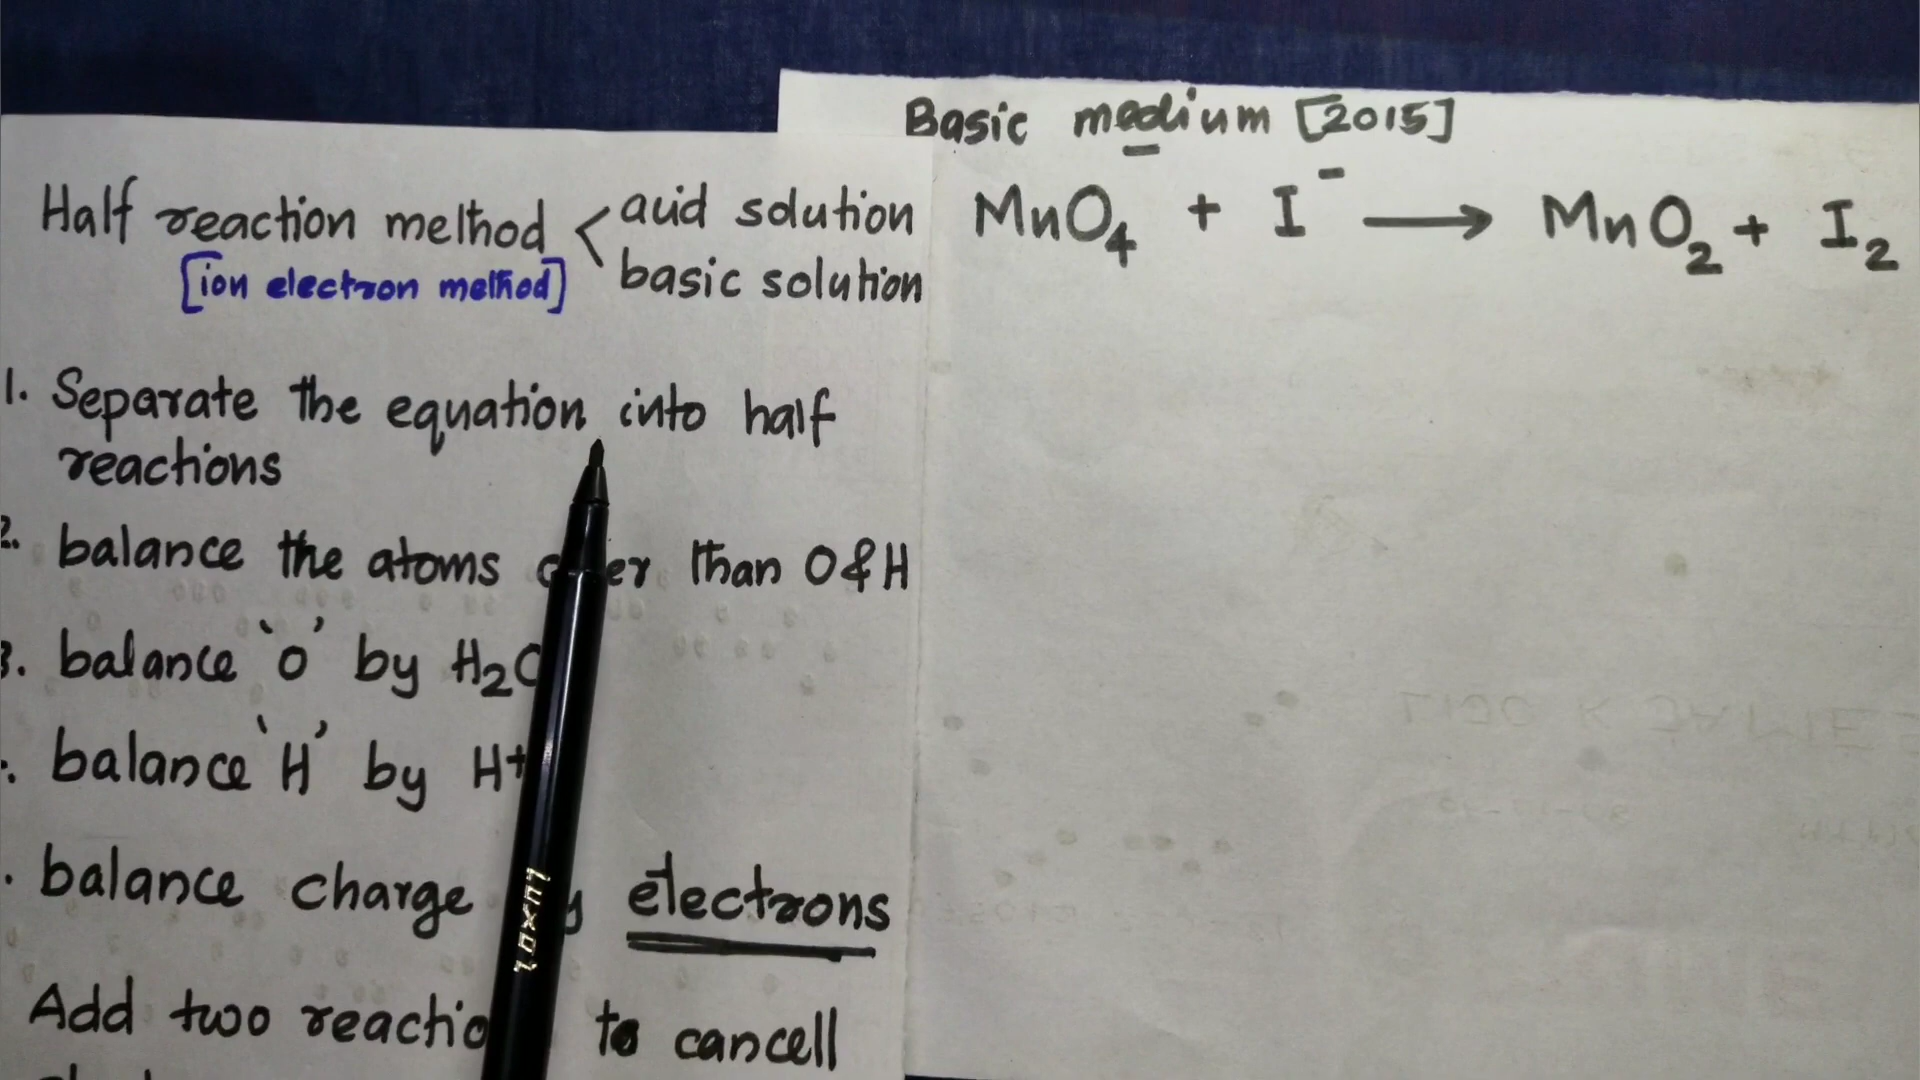 Basic medium [2015]
Half reaction method < acid solution
basic solution
[ion electron method]
MnO₄⁻ + I⁻ ⟶ MnO₂ + I₂
1. Separate the equation into half
reactions
2. balance the atoms than O & H
3. balance 'O' by
balance 'H' by H+
balance charge electrons
Add two to cancell
LUXOR